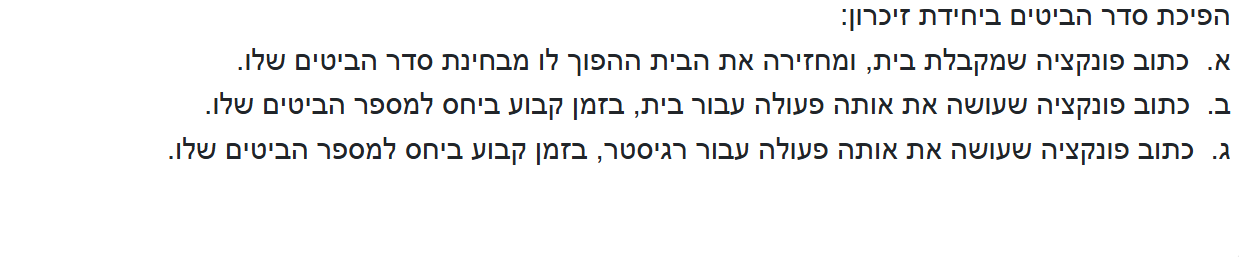 הפיכת סדר הביטים ביחידת זיכרון:
א. כתוב פונקציה שמקבלת בית, ומחזירה את הבית ההפוך לו מבחינת סדר הביטים שלו.
ב. כתוב פונקציה שעושה את אותה פעולה עבור בית, בזמן קבוע ביחס למספר הביטים שלו.
ג. כתוב פונקציה שעושה את אותה פעולה עבור רגיסטר, בזמן קבוע ביחס למספר הביטים שלו.